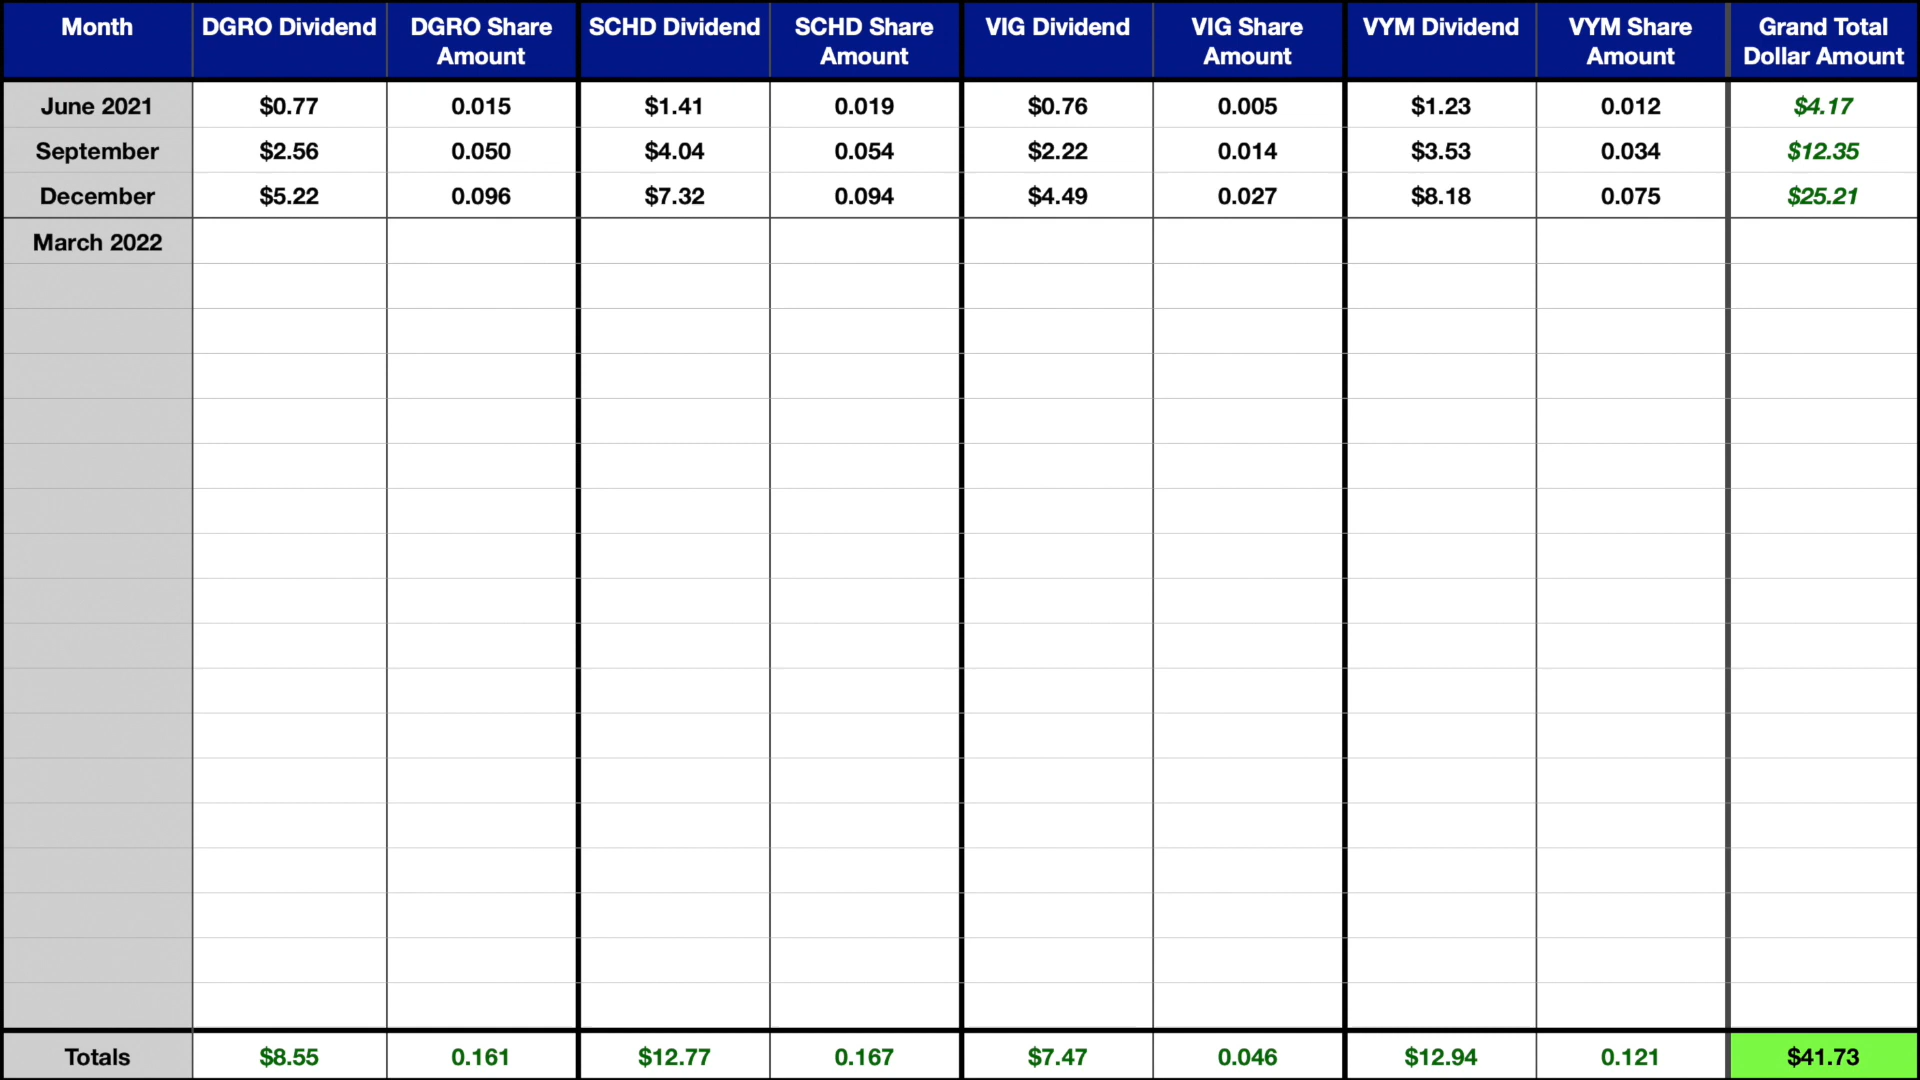 Month DGRO Dividend DGRO Share Amount SCHD Dividend SCHD Share Amount VIG Dividend VIG Share Amount VYM Dividend VYM Share Amount Grand Total Dollar Amount
June 2021 $0.77 0.015 $1.41 0.019 $0.76 0.005 $1.23 0.012 $4.17
September $2.56 0.050 $4.04 0.054 $2.22 0.014 $3.53 0.034 $12.35
December $5.22 0.096 $7.32 0.094 $4.49 0.027 $8.18 0.075 $25.21
March 2022
Totals $8.55 0.161 $12.77 0.167 $7.47 0.046 $12.94 0.121 $41.73